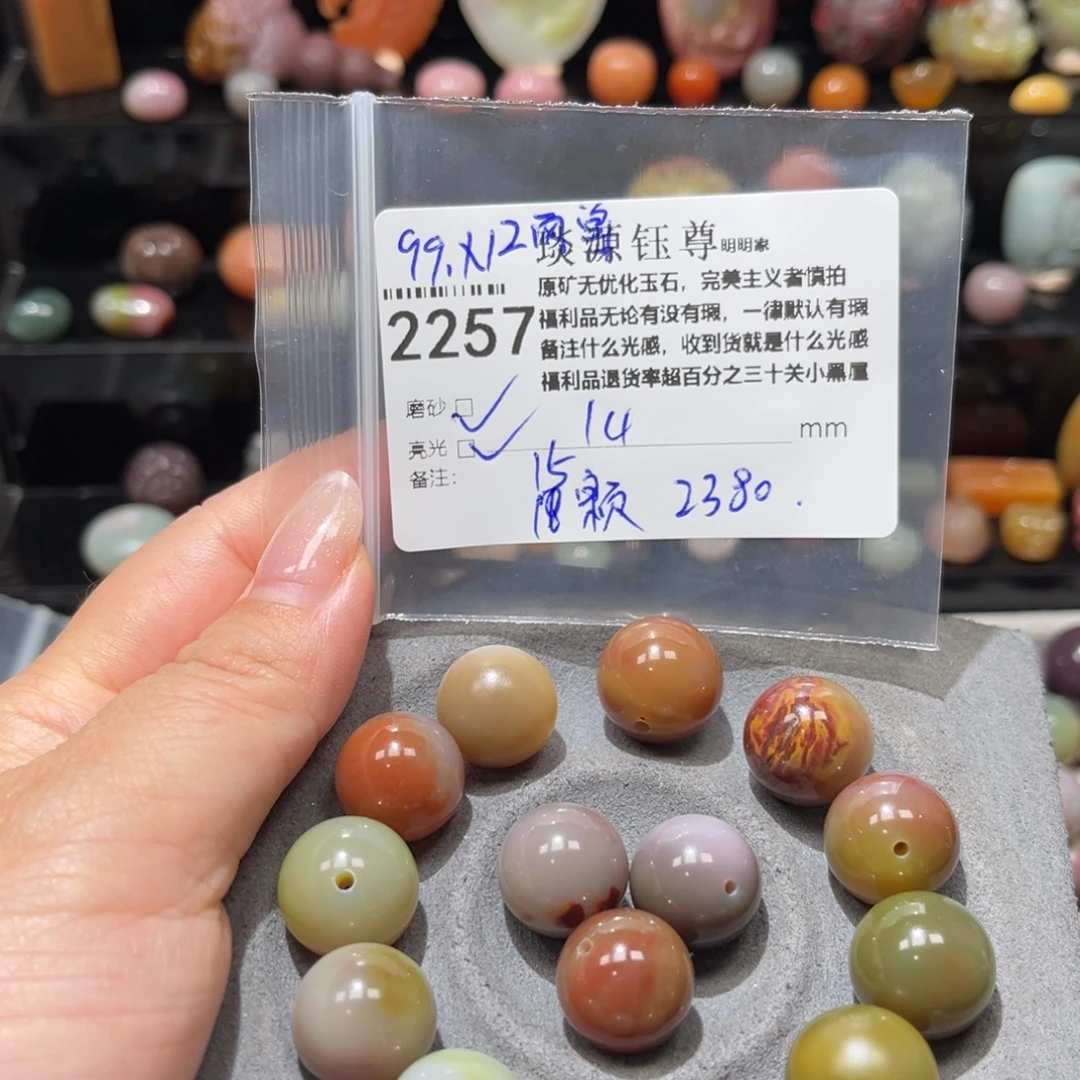 99.X12两单
琰源钰尊明明家
原矿无优化玉石，完美主义者慎拍
2257
福利品无论有没有瑕，一律默认有瑕
备注什么光感，收到货就是什么光感
福利品退货率超百分之三十关小黑屋
磨砂
14 mm
亮光
备注：
15
颗 2380.